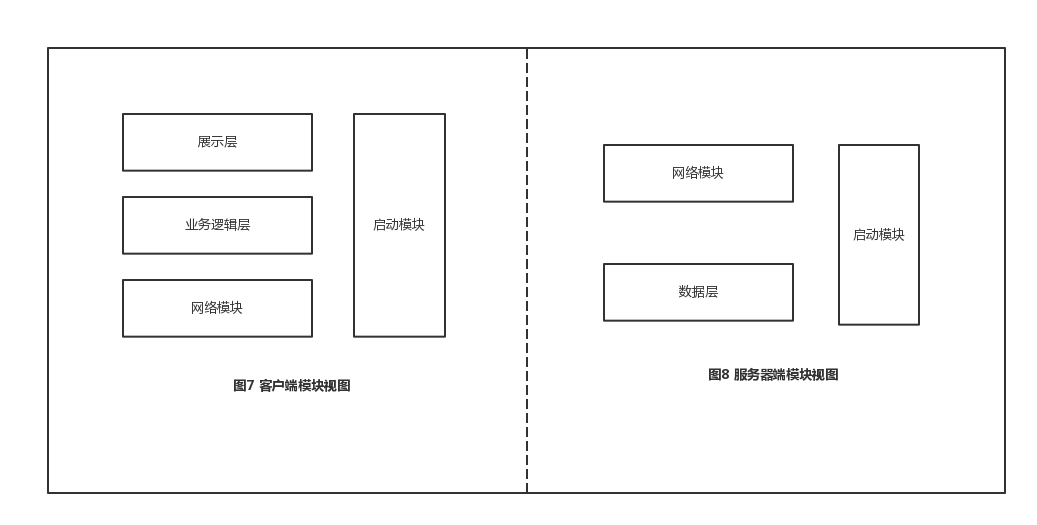 展示层
业务逻辑层
网络模块
启动模块
图7 客户端模块视图
网络模块
数据层
启动模块
图8 服务器端模块视图